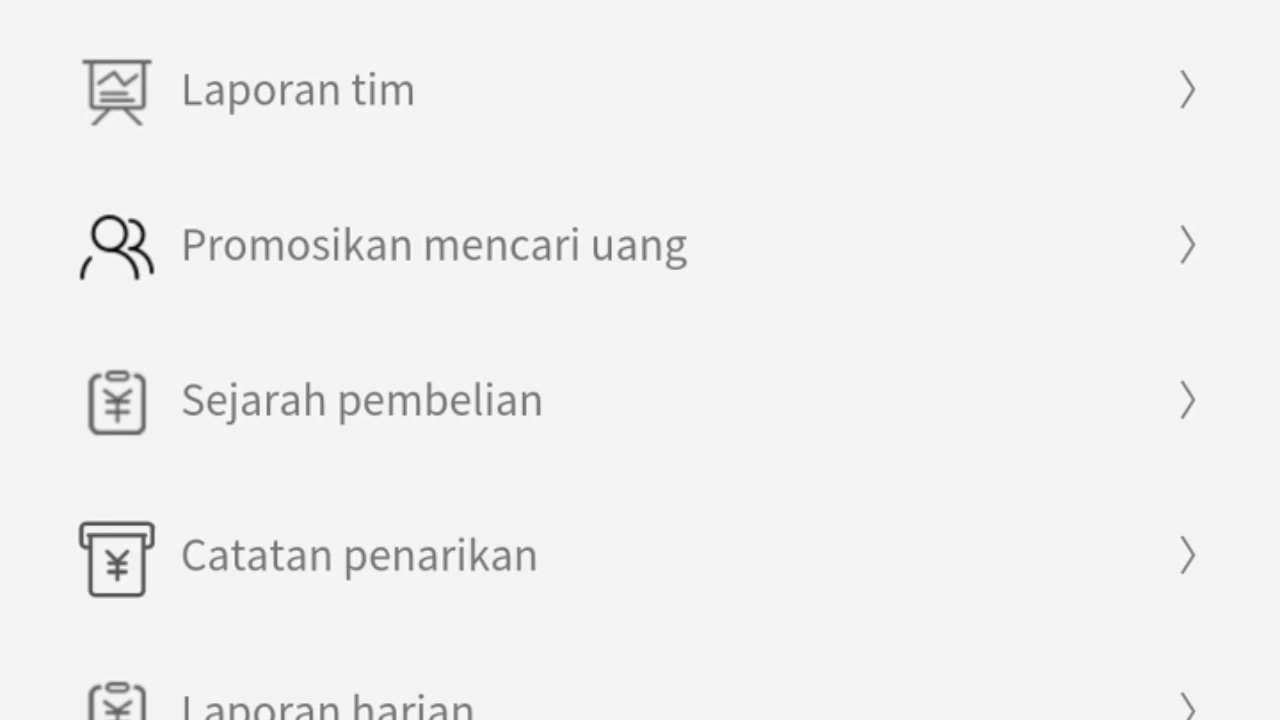 Laporan tim
Promosikan mencari uang
Sejarah pembelian
Catatan penarikan
Laporan harian